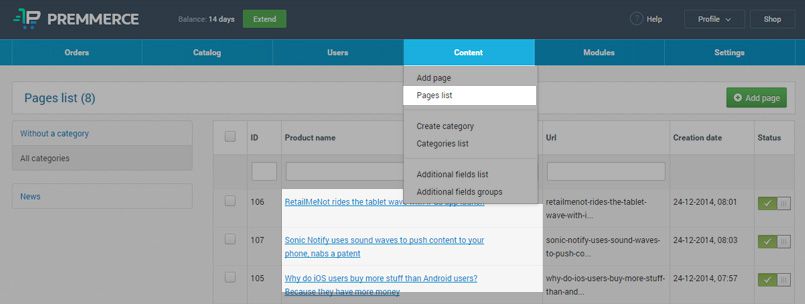 PREMMERCE
Balance: 14 days
Extend
Help
Profile
Shop
Orders
Catalog
Users
Content
Modules
Settings
Add page
Pages list
Create category
Categories list
Additional fields list
Additional fields groups
Pages list (8)
Add page
Without a category
All categories
News
ID
Product name
Url
Creation date
Status
106
RetailMeNot rides the tablet wave
retailmenot-rides-the-tablet-
wave-with-i...
24-12-2014, 08:01
107
Sonic Notify uses sound waves to push content to your
phone, nabs a patent
sonic-notify-uses-sound-waves-
to-push-co...
24-12-2014, 08:03
105
Why do iOS users buy more stuff than Android users?
Because they have more money
why-do-ios-users-buy-more-stuff-
than-and...
24-12-2014, 07:57